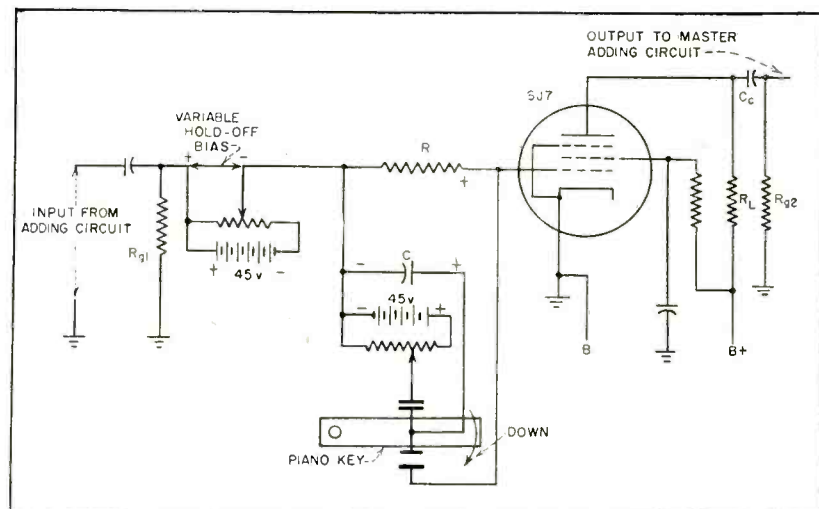 OUTPUT TO MASTER
ADDING CIRCUIT
6J7
Cc
VARIABLE
HOLD-OFF
BIAS
+
-
R
+
INPUT FROM
ADDING CIRCUIT
Rg1
+
-
45v
-
C
+
45v
-
+
RL
Rg2
B
B+
DOWN
PIANO KEY